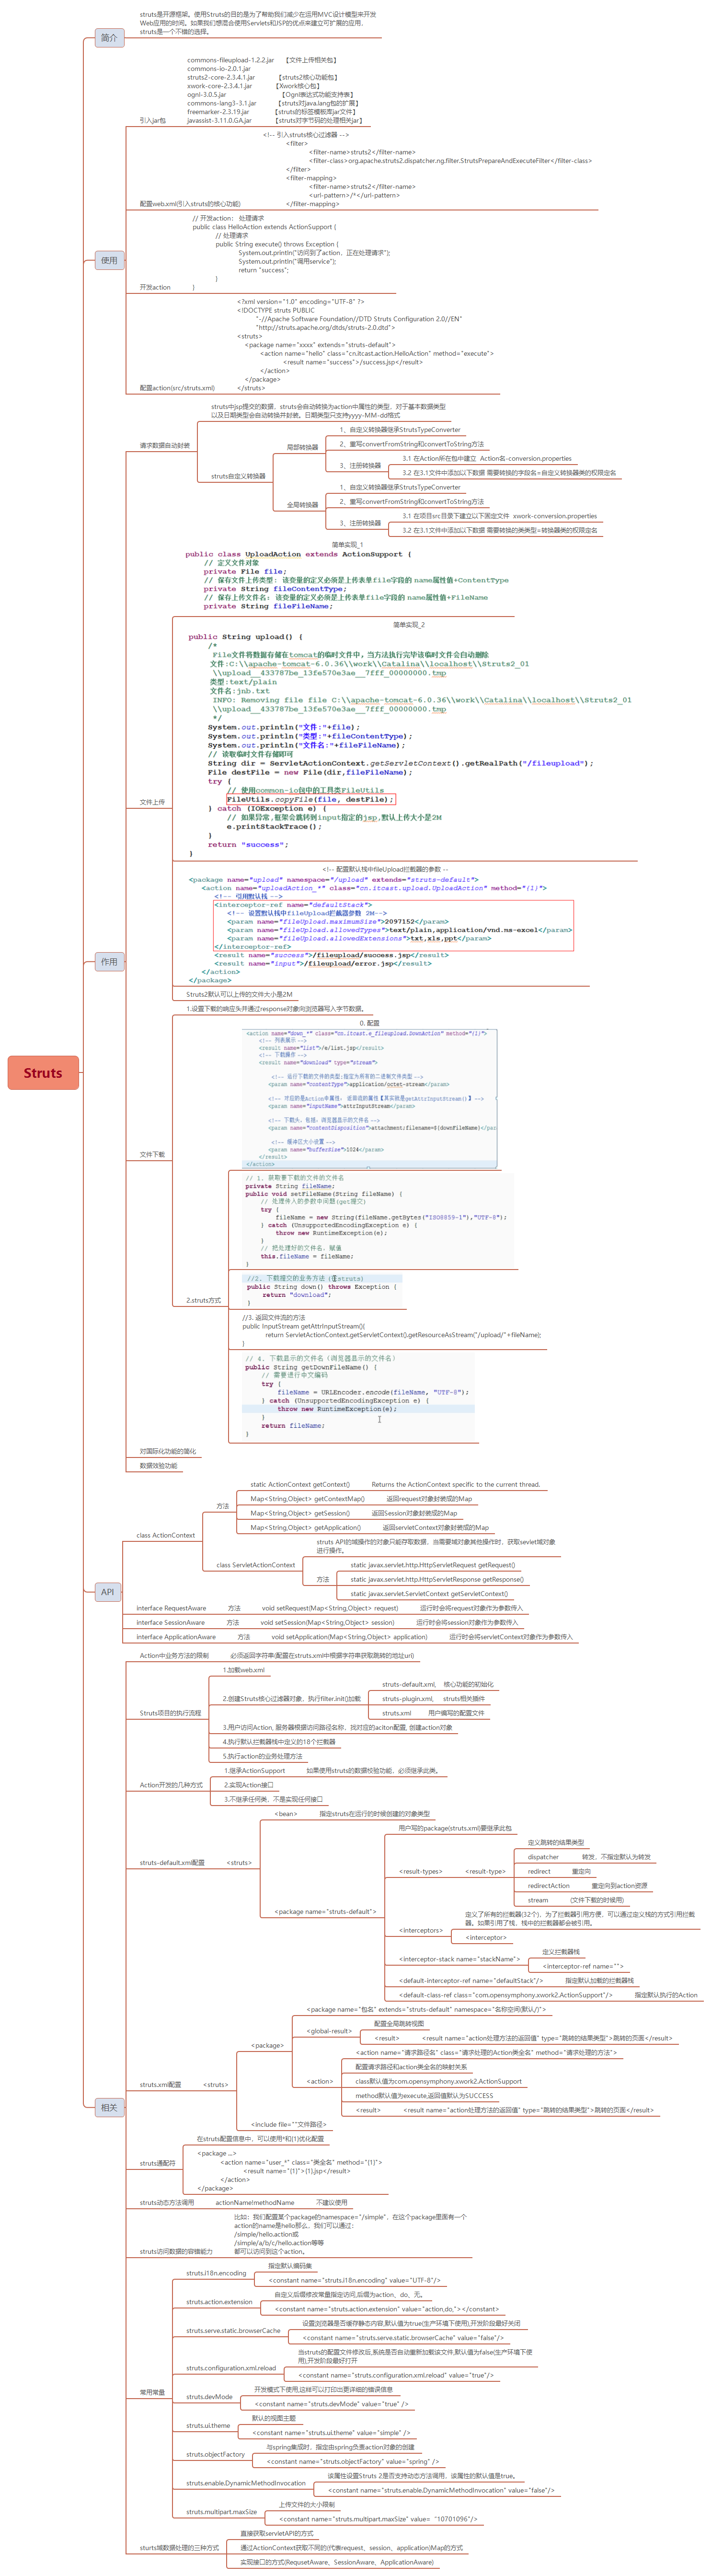 Struts
简介
struts是开源框架。使用Struts的目的是为了帮助我们减少在运用MVC设计模型来开发
Web应用的时间。如果我们想混合使用Servlets和JSP的优点来建立可扩展的应用,
struts是一个不错的选择。
使用
引入jar包
commons-fileupload-1.2.2.jar 【文件上传相关包】
commons-io-2.0.1.jar
struts2-core-2.3.4.1.jar 【struts2核心功能包】
xwork-core-2.3.4.1.jar 【Xwork核心包】
ognl-3.0.5.jar 【Ognl表达式功能支持表】
commons-lang3-3.1.jar 【struts对java.lang包的扩展】
freemarker-2.3.19.jar 【struts的标签模板库jar文件】
javassist-3.11.0.GA.jar 【struts对字节码的处理相关jar】
配置web.xml(引入struts的核心功能)
<!-- 引入struts核心过滤器 -->
<filter>
<filter-name>struts2</filter-name>
<filter-class>org.apache.struts2.dispatcher.ng.filter.StrutsPrepareAndExecuteFilter</filter-class>
</filter>
<filter-mapping>
<filter-name>struts2</filter-name>
<url-pattern>/*</url-pattern>
</filter-mapping>
开发action
// 开发action: 处理请求
public class HelloAction extends ActionSupport {
// 处理请求
public String execute() throws Exception {
System.out.println("访问到了action, 正在处理请求");
System.out.println("调用service");
return "success";
}
}
配置action(src/struts.xml)
<?xml version="1.0" encoding="UTF-8" ?>
<!DOCTYPE struts PUBLIC
"-//Apache Software Foundation//DTD Struts Configuration 2.0//EN"
"http://struts.apache.org/dtds/struts-2.0.dtd">
<struts>
<package name="xxxx" extends="struts-default">
<action name="hello" class="cn.itcast.action.HelloAction" method="execute">
<result name="success">/success.jsp</result>
</action>
</package>
</struts>
作用
请求数据自动封装
struts中jsp提交的数据, struts会自动转换为action中属性的类型, 对于基本数据类型
以及日期类型会自动转换并封装。日期类型只支持yyyy-MM-dd格式
struts自定义转换器
局部转换器
1、自定义转换器继承StrutsTypeConverter
2、重写convertFromString和convertToString方法
3、注册转换器
3.1 在Action所在包中建立 Action名-conversion.properties
3.2 在3.1文件中添加以下数据 需要转换的字段名=自定义转换器类的权限定名
全局转换器
1、自定义转换器继承StrutsTypeConverter
2、重写convertFromString和convertToString方法
3、注册转换器
3.1 在项目src目录下建立以下固定文件 xwork-conversion.properties
3.2 在3.1文件中添加以下数据 需要转换的类类型=转换器类的权限定名
文件上传
简单实现_1
public class UploadAction extends ActionSupport {
// 定义文件对象
private File file;
// 保存文件上传类型: 该变量的定义必须是上传表单file字段的 name属性值+ContentType
private String fileContentType;
// 保存上传文件名: 该变量的定义必须是上传表单file字段的 name属性值+FileName
private String fileFileName;
简单实现_2
public String upload() {
/*
File文件将数据存储在tomcat的临时文件中, 当方法执行完毕该临时文件会自动删除
文件:C:\\apache-tomcat-6.0.36\\work\\Catalina\\localhost\\Struts2_01
\\upload__433787be_13fe570e3ae__7fff_00000000.tmp
类型:text/plain
文件名:jnb.txt
INFO: Removing file file C:\\apache-tomcat-6.0.36\\work\\Catalina\\localhost\\Struts2_01
\\upload__433787be_13fe570e3ae__7fff_00000000.tmp
*/
System.out.println("文件:"+file);
System.out.println("类型:"+fileContentType);
System.out.println("文件名:"+fileFileName);
// 读取临时文件存储即可
String dir = ServletActionContext.getServletContext().getRealPath("/fileupload");
File destFile = new File(dir,fileFileName);
try {
// 使用common-io包中的工具类FileUtils
FileUtils.copyFile(file, destFile);
} catch (IOException e) {
// 如果异常,框架会跳转到input指定的jsp,默认上传大小是2M
e.printStackTrace();
}
return "success";
}
<!-- 配置默认栈中fileUpload拦截器的参数 --
<package name="upload" namespace="/upload" extends="struts-default">
<action name="uploadAction_*" class="cn.itcast.upload.UploadAction" method="{1}">
<!-- 引用默认栈 -->
<interceptor-ref name="defaultStack">
<!-- 设置默认栈中fileUpload拦截器参数 2M-->
<param name="fileUpload.maximumSize">2097152</param>
<param name="fileUpload.allowedTypes">text/plain,application/vnd.ms-excel</param>
<param name="fileUpload.allowedExtensions">txt,xls,ppt</param>
</interceptor-ref>
<result name="success">/fileupload/success.jsp</result>
<result name="input">/fileupload/error.jsp</result>
</action>
</package>
Struts2默认可以上传的文件大小是2M
文件下载
1.设置下载的响应头并通过response对象向浏览器写入字节数据。
2.struts方式
0. 配置
<action name="down_*" class="cn.itcast.e_fileupload.DownAction" method="{1}">
<!-- 列表展示 -->
<result name="list">/e/list.jsp</result>
<!-- 下载操作 -->
<result name="download" type="stream">
<!-- 运行下载的文件的类型:指定为所有的二进制文件类型 -->
<param name="contentType">application/octet-stream</param>
<!-- 对应的是Action中属性: 返回流的属性【其实就是getAttrInputStream()】 -->
<param name="inputName">attrInputStream</param>
<!-- 下载头, 包括: 浏览器显示的文件名 -->
<param name="contentDisposition">attachment;filename=${downFileName}</par
<!-- 缓冲区大小设置 -->
<param name="bufferSize">1024</param>
</result>
</action>
// 1. 获取要下载的文件的文件名
private String fileName;
public void setFileName(String fileName) {
// 处理传入的参数中问题(get提交)
try {
fileName = new String(fileName.getBytes("ISO8859-1"),"UTF-8");
} catch (UnsupportedEncodingException e) {
throw new RuntimeException(e);
}
// 把处理好的文件名, 赋值
this.fileName = fileName;
}
//2. 下载提交的业务方法 (在struts)
public String down() throws Exception {
return "download";
}
//3. 返回文件流的方法
public InputStream getAttrInputStream(){
return ServletActionContext.getServletContext().getResourceAsStream("/upload/"+fileName);
}
// 4. 下载显示的文件名 (浏览器显示的文件名)
public String getDownFileName() {
// 需要进行中文编码
try {
fileName = URLEncoder.encode(fileName, "UTF-8");
} catch (UnsupportedEncodingException e) {
throw new RuntimeException(e);
}
return fileName;
}
对国际化功能的简化
数据效验功能
API
class ActionContext
方法
static ActionContext getContext() Returns the ActionContext specific to the current thread.
Map<String,Object> getContextMap() 返回request对象封装成的Map
Map<String,Object> getSession() 返回Session对象封装成的Map
Map<String,Object> getApplication() 返回servletContext对象封装成的Map
class ServletActionContext
struts API的域操作的对象只能存取数据, 当需要域对象其他操作时, 获取sevlet域对象
进行操作。
方法
static javax.servlet.http.HttpServletRequest getRequest()
static javax.servlet.http.HttpServletResponse getResponse()
static javax.servlet.ServletContext getServletContext()
interface RequestAware 方法 void setRequest(Map<String,Object> request) 运行时会将request对象作为参数传入
interface SessionAware 方法 void setSession(Map<String,Object> session) 运行时会将session对象作为参数传入
interface ApplicationAware 方法 void setApplication(Map<String,Object> application) 运行时会将servletContext对象作为参数传入
相关
Action中业务方法的限制 必须返回字符串(配置在struts.xml中根据字符串获取跳转的地址uri)
Struts项目的执行流程
1.加载web.xml
2.创建Struts核心过滤器对象, 执行filter.init()加载
struts-default.xml, 核心功能的初始化
struts-plugin.xml, struts相关插件
struts.xml 用户编写的配置文件
3.用户访问Action, 服务器根据访问路径名称, 找对应的aciton配置, 创建action对象
4.执行默认拦截器栈中定义的18个拦截器
5.执行action的业务处理方法
Action开发的几种方式
1.继承ActionSupport 如果使用struts的数据校验功能, 必须继承此类。
2.实现Action接口
3.不继承任何类, 不是实现任何接口
struts-default.xml配置 <struts>
<bean> 指定struts在运行的时候创建的对象类型
<package name="struts-default">
用户写的package(struts.xml)要继承此包
<result-types> <result-type>
定义跳转的结果类型
dispatcher 转发, 不指定默认为转发
redirect 重定向
redirectAction 重定向到action资源
stream (文件下载的时候用)
<interceptors>
定义了所有的拦截器(32个), 为了拦截器引用方便, 可以通过定义栈的方式引用拦截
器。如果引用了栈, 栈中的拦截器都会被引用。
<interceptor>
<interceptor-stack name="stackName">
定义拦截器栈
<interceptor-ref name="">
<default-interceptor-ref name="defaultStack"/> 指定默认加载的拦截器栈
<default-class-ref class="com.opensymphony.xwork2.ActionSupport"/> 指定默认执行的Action
struts.xml配置 <struts>
<package>
<package name="包名" extends="struts-default" namespace="名称空间(默认/)">
<global-result>
配置全局跳转视图
<result> <result name="action处理方法的返回值" type="跳转的结果类型">跳转的页面</result>
<action>
<action name="请求路径名" class="请求处理的Action类全名" method="请求处理的方法">
配置请求路径和action类全名的映射关系
class默认值为com.opensymphony.xwork2.ActionSupport
method默认值为execute,返回值默认为SUCCESS
<result> <result name="action处理方法的返回值" type="跳转的结果类型">跳转的页面</result>
<include file=""文件路径>
struts通配符
在struts配置信息中, 可以使用*和{1}优化配置
<package ...>
<action name="user_*" class="类全名" method="{1}">
<result name="{1}">{1}.jsp</result>
</action>
</package>
struts动态方法调用 actionName!methodName 不建议使用
struts访问数据的容错能力
比如: 我们配置某个package的namespace="/simple", 在这个package里面有一个
action的name是hello那么, 我们可以通过:
/simple/hello.action或
/simple/a/b/c/hello.action等等
都可以访问到这个action。
常用常量
struts.i18n.encoding
指定默认编码集
<constant name="struts.i18n.encoding" value="UTF-8"/>
struts.action.extension
自定义后缀修改常量指定访问,后缀为action、do、无。
<constant name="struts.action.extension" value="action,do,"></constant>
struts.serve.static.browserCache
设置浏览器是否缓存静态内容,默认值为true(生产环境下使用),开发阶段最好关闭
<constant name="struts.serve.static.browserCache" value="false"/>
struts.configuration.xml.reload
当struts的配置文件修改后,系统是否自动重新加载该文件,默认值为false(生产环境下使
用),开发阶段最好打开
<constant name="struts.configuration.xml.reload" value="true"/>
struts.devMode
开发模式下使用,这样可以打印出更详细的错误信息
<constant name="struts.devMode" value="true" />
struts.ui.theme
默认的视图主题
<constant name="struts.ui.theme" value="simple" />
struts.objectFactory
与spring集成时, 指定由spring负责action对象的创建
<constant name="struts.objectFactory" value="spring" />
struts.enable.DynamicMethodInvocation
该属性设置Struts 2是否支持动态方法调用, 该属性的默认值是true。
<constant name="struts.enable.DynamicMethodInvocation" value="false"/>
struts.multipart.maxSize
上传文件的大小限制
<constant name="struts.multipart.maxSize" value= "10701096"/>
sturts域数据处理的三种方式
直接获取servletAPI的方式
通过ActionContext获取不同的(代表request、session、application)Map的方式
实现接口的方式(RequsetAware、SessionAware、ApplicationAware)